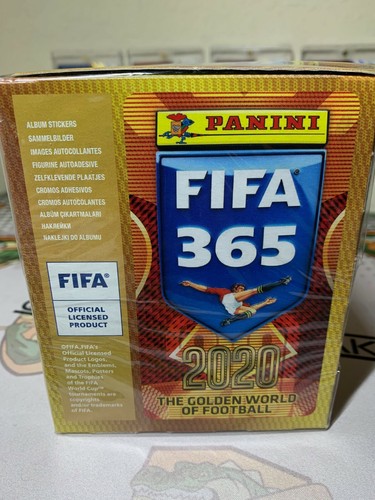 PANINI
FIFA
365
2020
THE GOLDEN WORLD
OF FOOTBALL
ALBUM STICKERS
SAMMELBILDER
IMAGES AUTOCOLLANTES
FIGURINE AUTOADESIVE
ZELFKLEVENDE PLAATJES
CROMOS ADHESIVOS
CROMOS AUTOCOLANTES
ALBÜM ÇIKARTMALARI
НАКЛЕЙКИ
NAKLEJKI DO ALBUMU
FIFA®
OFFICIAL
LICENSED
PRODUCT
©FIFA, FIFA's
Official Licensed
Product Logos,
and the Emblems,
Mascots, Posters
and Trophies
of the FIFA
World Cup™
tournaments are
copyrights
and/or trademarks
of FIFA.